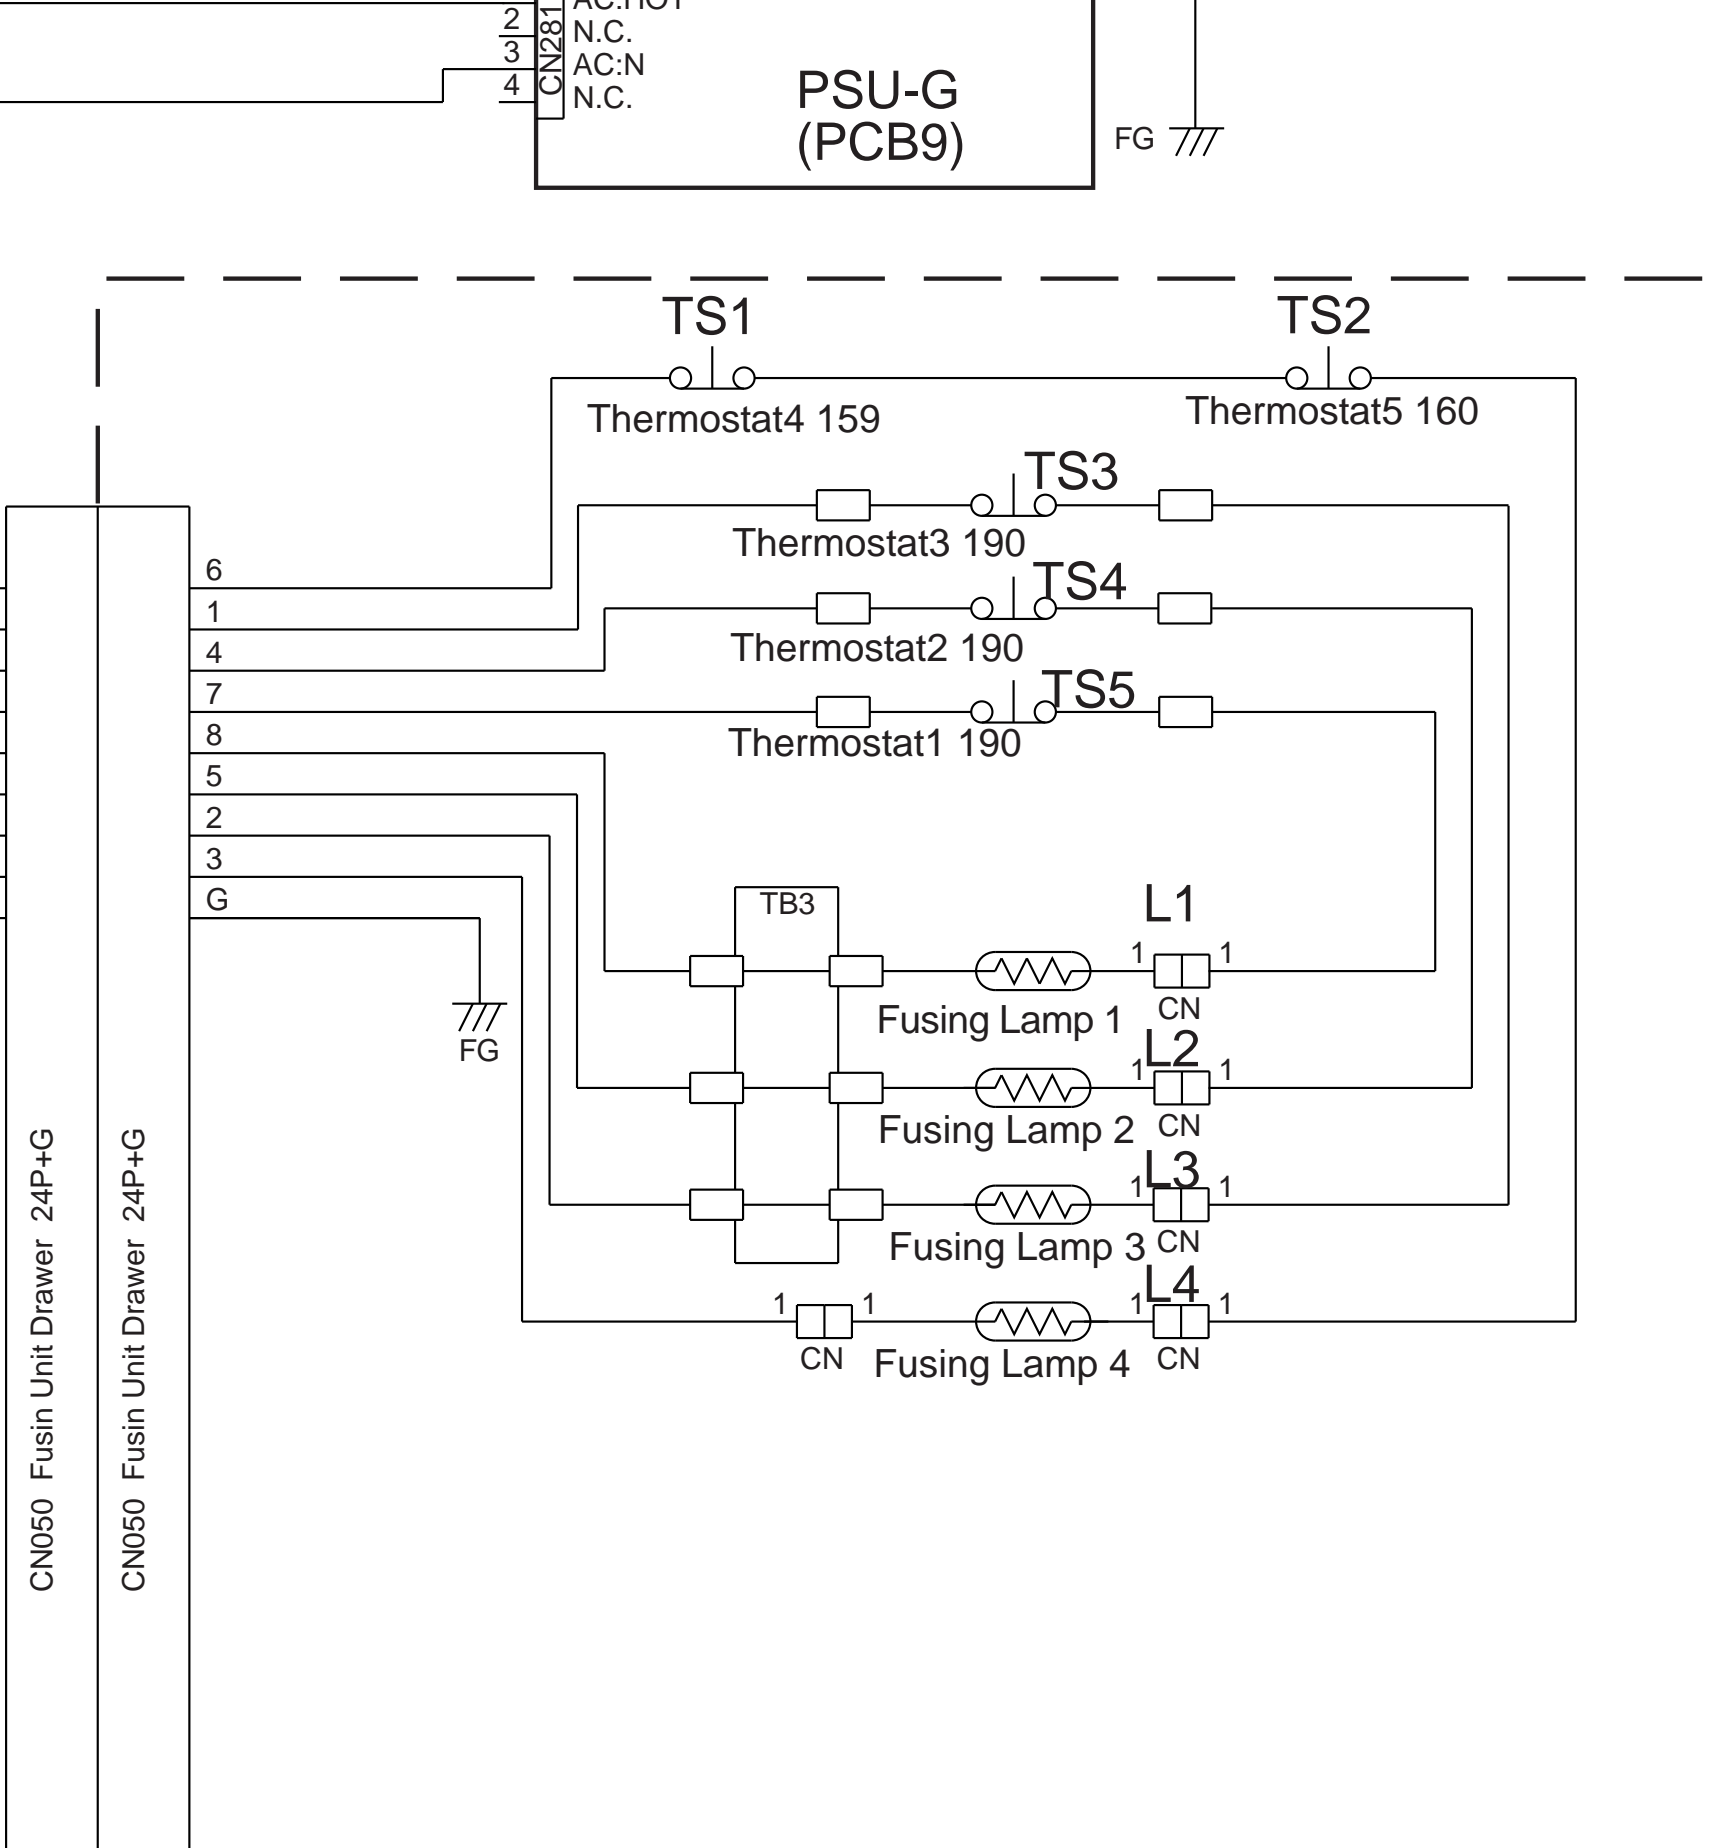 AC:HOT
2
N.C.
3
AC:N
4
N.C.
CN281
PSU-G
(PCB9)
FG
TS1
TS2
Thermostat4 159
Thermostat5 160
TS3
Thermostat3 190
TS4
Thermostat2 190
TS5
Thermostat1 190
6
1
4
7
8
5
2
3
G
FG
TB3
L1
1
1
CN
Fusing Lamp 1
L2
1
1
CN
Fusing Lamp 2
L3
1
1
CN
Fusing Lamp 3
L4
1
1
1
1
CN
Fusing Lamp 4
CN
CN050 Fusin Unit Drawer 24P+G
CN050 Fusin Unit Drawer 24P+G